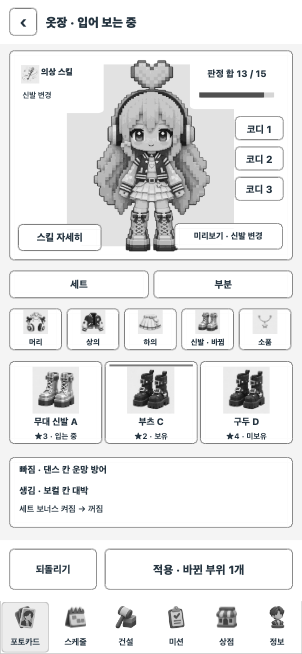 옷장 · 입어 보는 중
의상 스킬
신발 변경
판정 합 13 / 15
코디 1
코디 2
코디 3
스킬 자세히
미리보기 · 신발 변경
세트
부분
머리
상의
하의
신발 · 바뀜
소품
무대 신발 A
★3 · 입는 중
부츠 C
★2 · 보유
구두 D
★4 · 미보유
빠짐 · 댄스 칸 운망 방어
생김 · 보컬 칸 대박
세트 보너스 켜짐 → 꺼짐
되돌리기
적용 · 바뀐 부위 1개
포토카드
스케줄
건설
미션
상점
정보